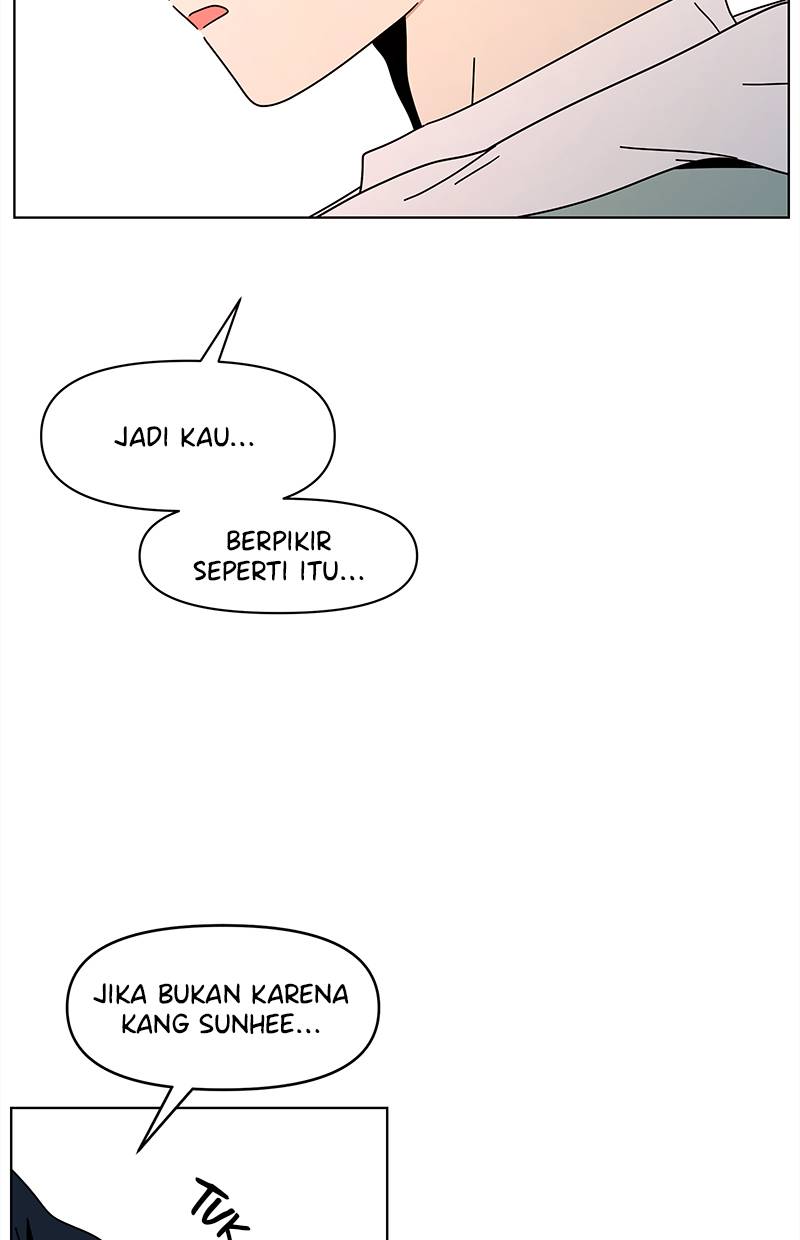 JADI KAU...
BERPIKIR
SEPERTI ITU...
JIKA BUKAN KARENA
KANG SUNHEE...
TUK